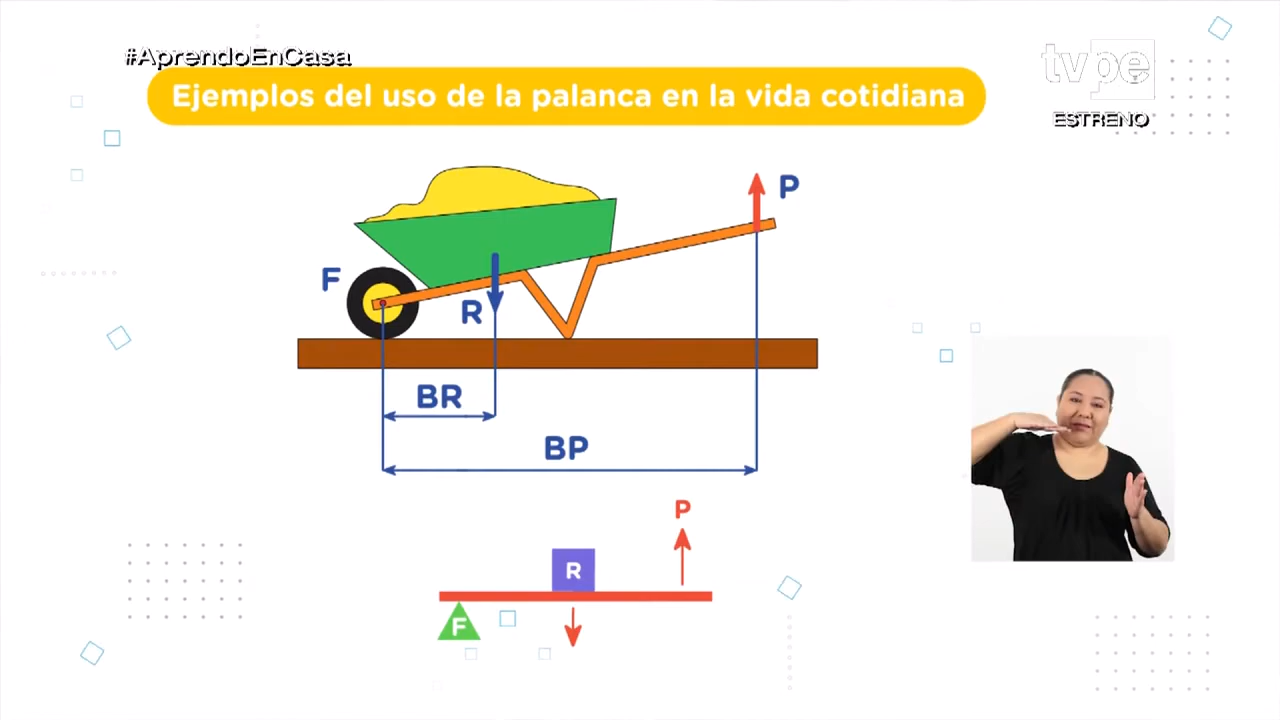 #AprendoEnCasa
tvpe
ESTRENO
Ejemplos del uso de la palanca en la vida cotidiana
P
F
R
BR
BP
P
R
F